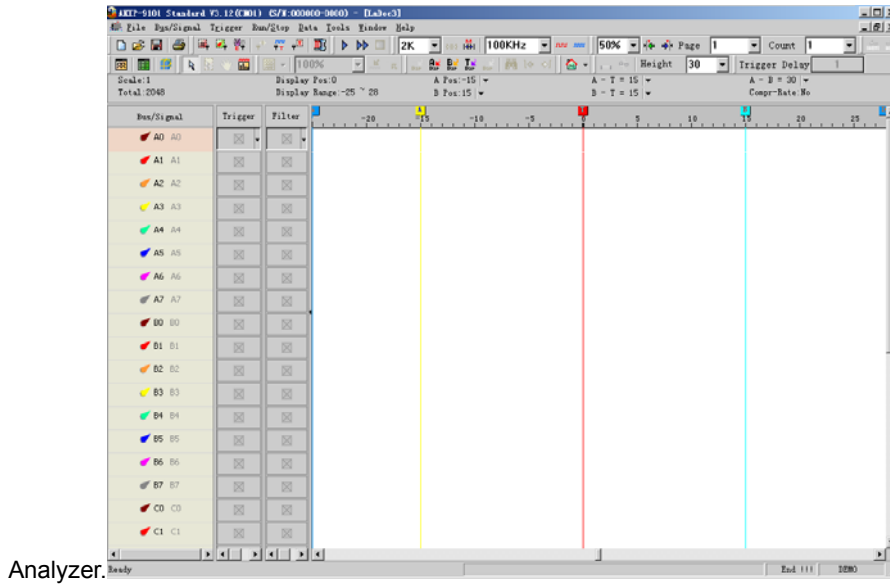 AKIP-9101 Standard V3.12(CN01) (S/N:000000-0000) - [LaDoc3]
File Bus/Signal Trigger Run/Stop Data Tools Window Help
2K 100KHz 50% Page 1 Count 1
100% Height 30 Trigger Delay 1
Scale:1 Display Pos:0 A Pos:-15 A - T = 15 A - B = 30
Total:2048 Display Range:-25 ~ 28 B Pos:15 B - T = 15 Compr-Rate:No
Bus/Signal Trigger Filter -20 -15 -10 -5 0 5 10 15 20 25
A T B
A0 A0
A1 A1
A2 A2
A3 A3
A4 A4
A5 A5
A6 A6
A7 A7
B0 B0
B1 B1
B2 B2
B3 B3
B4 B4
B5 B5
B6 B6
B7 B7
C0 C0
C1 C1
Analyzer.
Ready End !!! DEMO